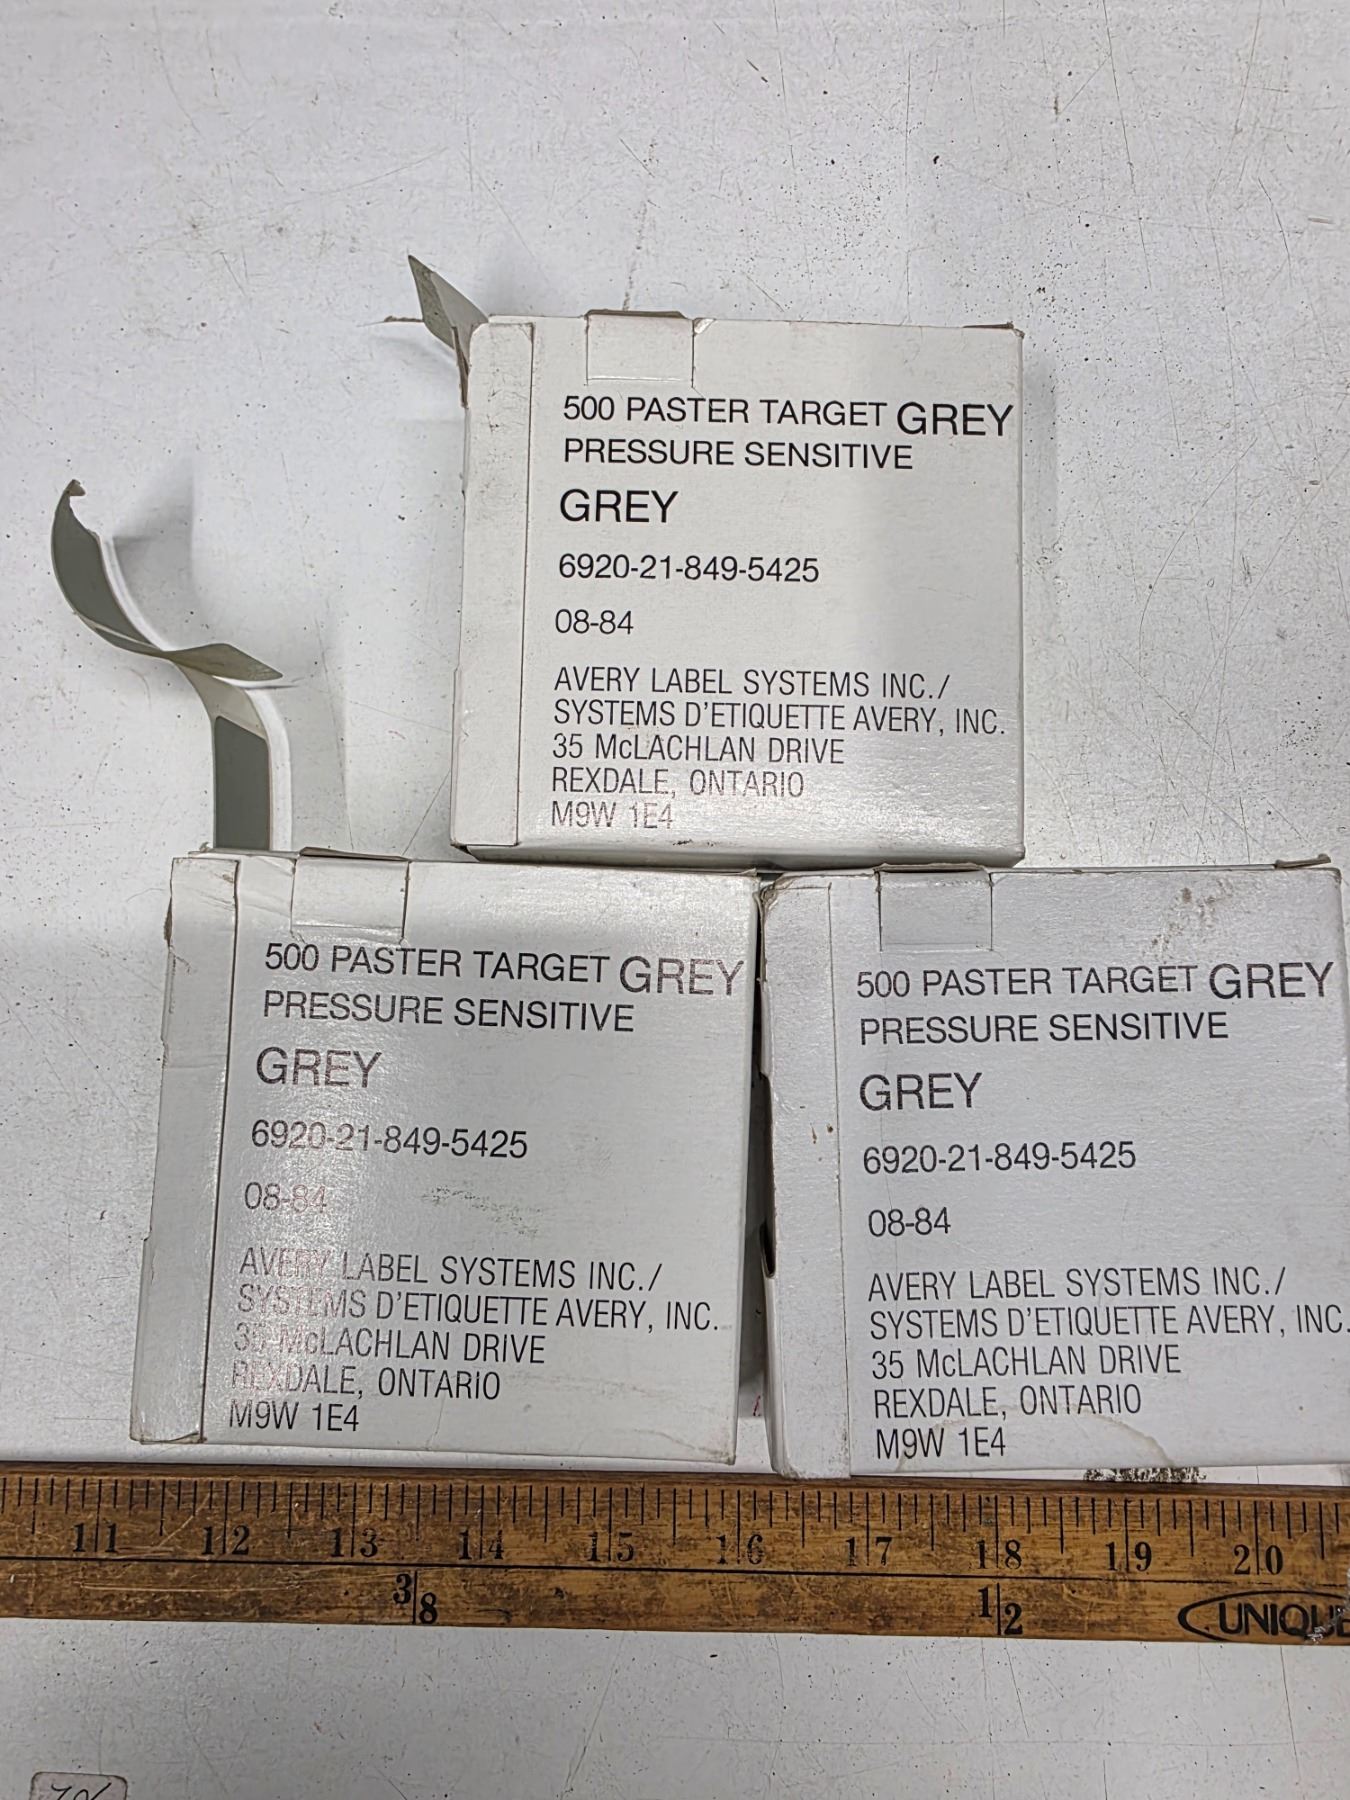 500 PASTER TARGET GREY
PRESSURE SENSITIVE
GREY
6920-21-849-5425
08-84
AVERY LABEL SYSTEMS INC./
SYSTEMS D'ETIQUETTE AVERY, INC.
35 McLACHLAN DRIVE
REXDALE, ONTARIO
M9W 1E4
500 PASTER TARGET GREY
PRESSURE SENSITIVE
GREY
6920-21-849-5425
08-84
AVERY LABEL SYSTEMS INC./
SYSTEMS D'ETIQUETTE AVERY, INC.
35 McLACHLAN DRIVE
REXDALE, ONTARIO
M9W 1E4
500 PASTER TARGET GREY
PRESSURE SENSITIVE
GREY
6920-21-849-5425
08-84
AVERY LABEL SYSTEMS INC./
SYSTEMS D'ETIQUETTE AVERY, INC.
35 McLACHLAN DRIVE
REXDALE, ONTARIO
M9W 1E4
11 12 13 14 15 16 17 18 19 20
3/8 1/2 UNIQUE